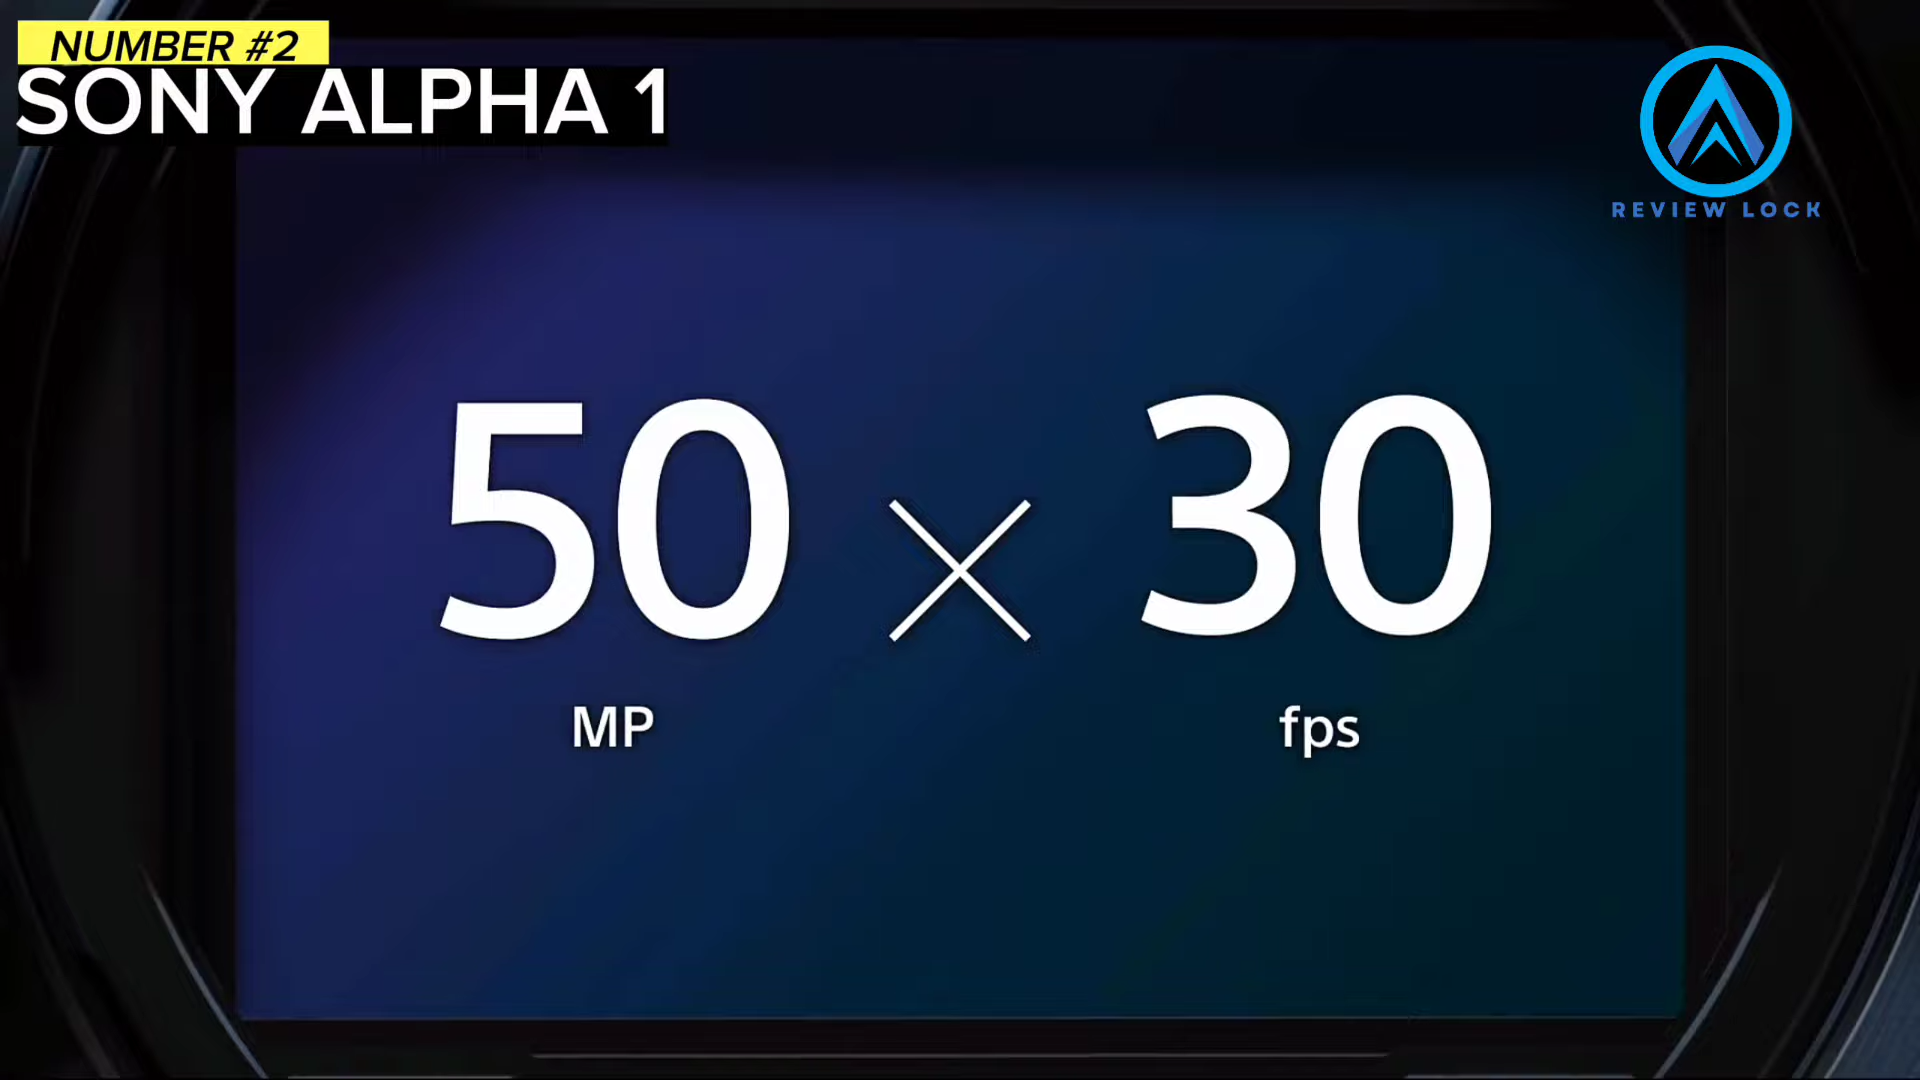 NUMBER #2
SONY ALPHA 1
REVIEW LOCK
50 × 30
MP fps